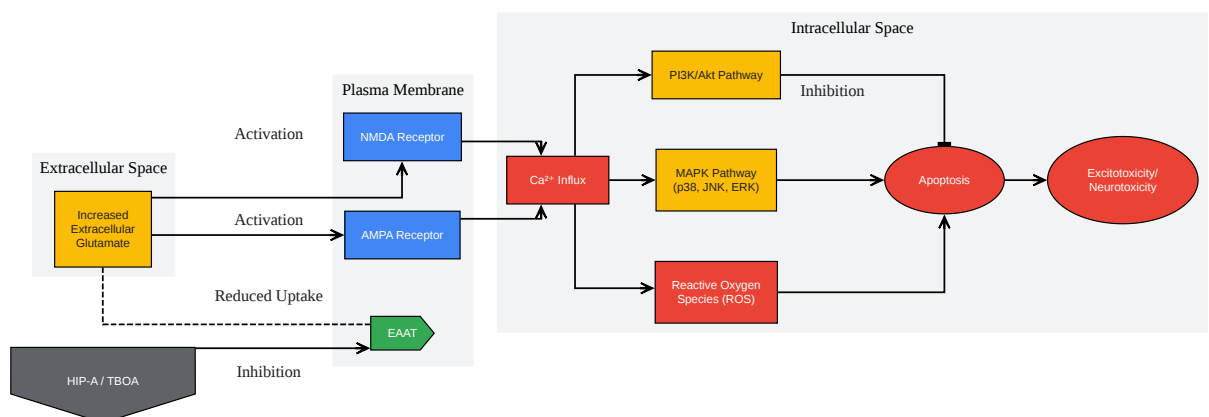 Intracellular Space
PI3K/Akt Pathway
Inhibition
Plasma Membrane
Activation
NMDA Receptor
Extracellular Space
Ca²⁺ Influx
MAPK Pathway
(p38, JNK, ERK)
Apoptosis
Excitotoxicity/
Neurotoxicity
Increased
Extracellular
Glutamate
Activation
AMPA Receptor
Reactive Oxygen
Species (ROS)
Reduced Uptake
EAAT
Inhibition
HIP-A / TBOA